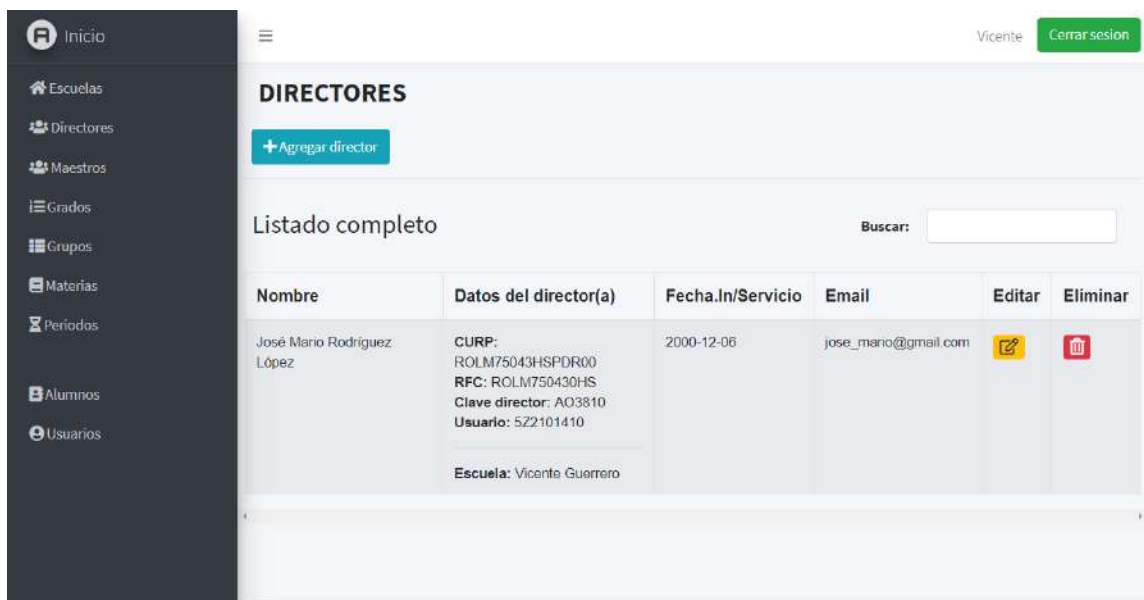 Inicio
Vicente
Cerrar sesion
Escuelas
Directores
Maestros
Grados
Grupos
Materias
Periodos
Alumnos
Usuarios
DIRECTORES
Agregar director
Listado completo
Buscar:
Nombre
Datos del director(a)
Fecha.In/Servicio
Email
Editar
Eliminar
José Mario Rodríguez
López
CURP:
ROLM75043HSPDR00
RFC: ROLM750430HS
Clave director: AO3810
Usuario: 5Z2101410
Escuela: Vicente Guerrero
2000-12-06
jose_mario@gmail.com